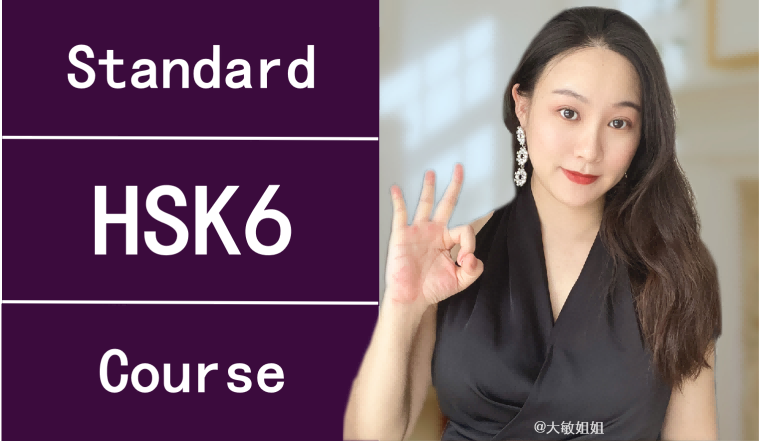 Standard
HSK6
Course
@大敏姐姐